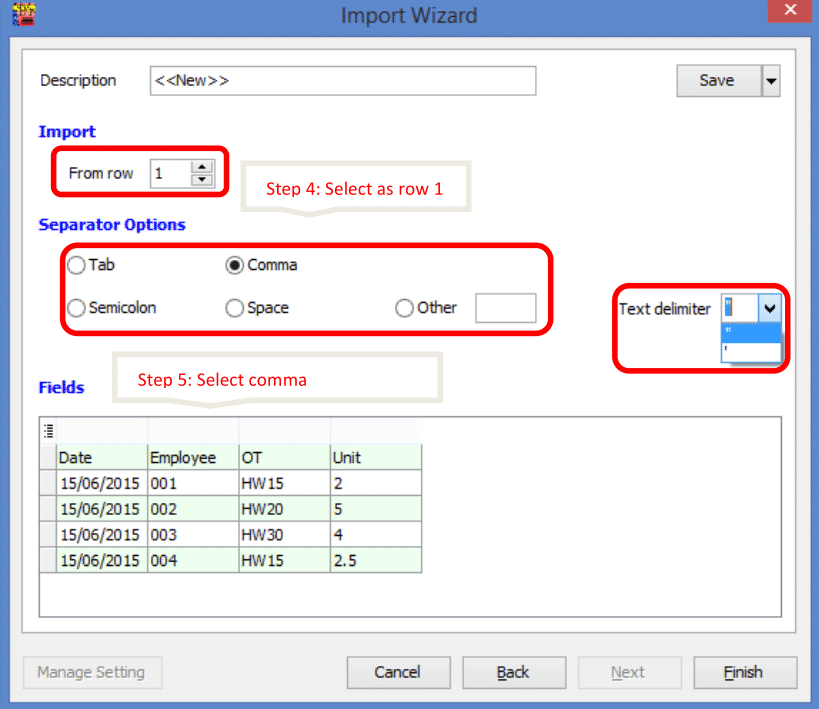 Import Wizard
Description <<New>> Save
Import
From row 1
Step 4: Select as row 1
Separator Options
Tab Comma
Semicolon Space Other
Text delimiter "
"
'
Step 5: Select comma
Fields
Date Employee OT Unit
15/06/2015 001 HW15 2
15/06/2015 002 HW20 5
15/06/2015 003 HW30 4
15/06/2015 004 HW15 2.5
Manage Setting Cancel Back Next Finish